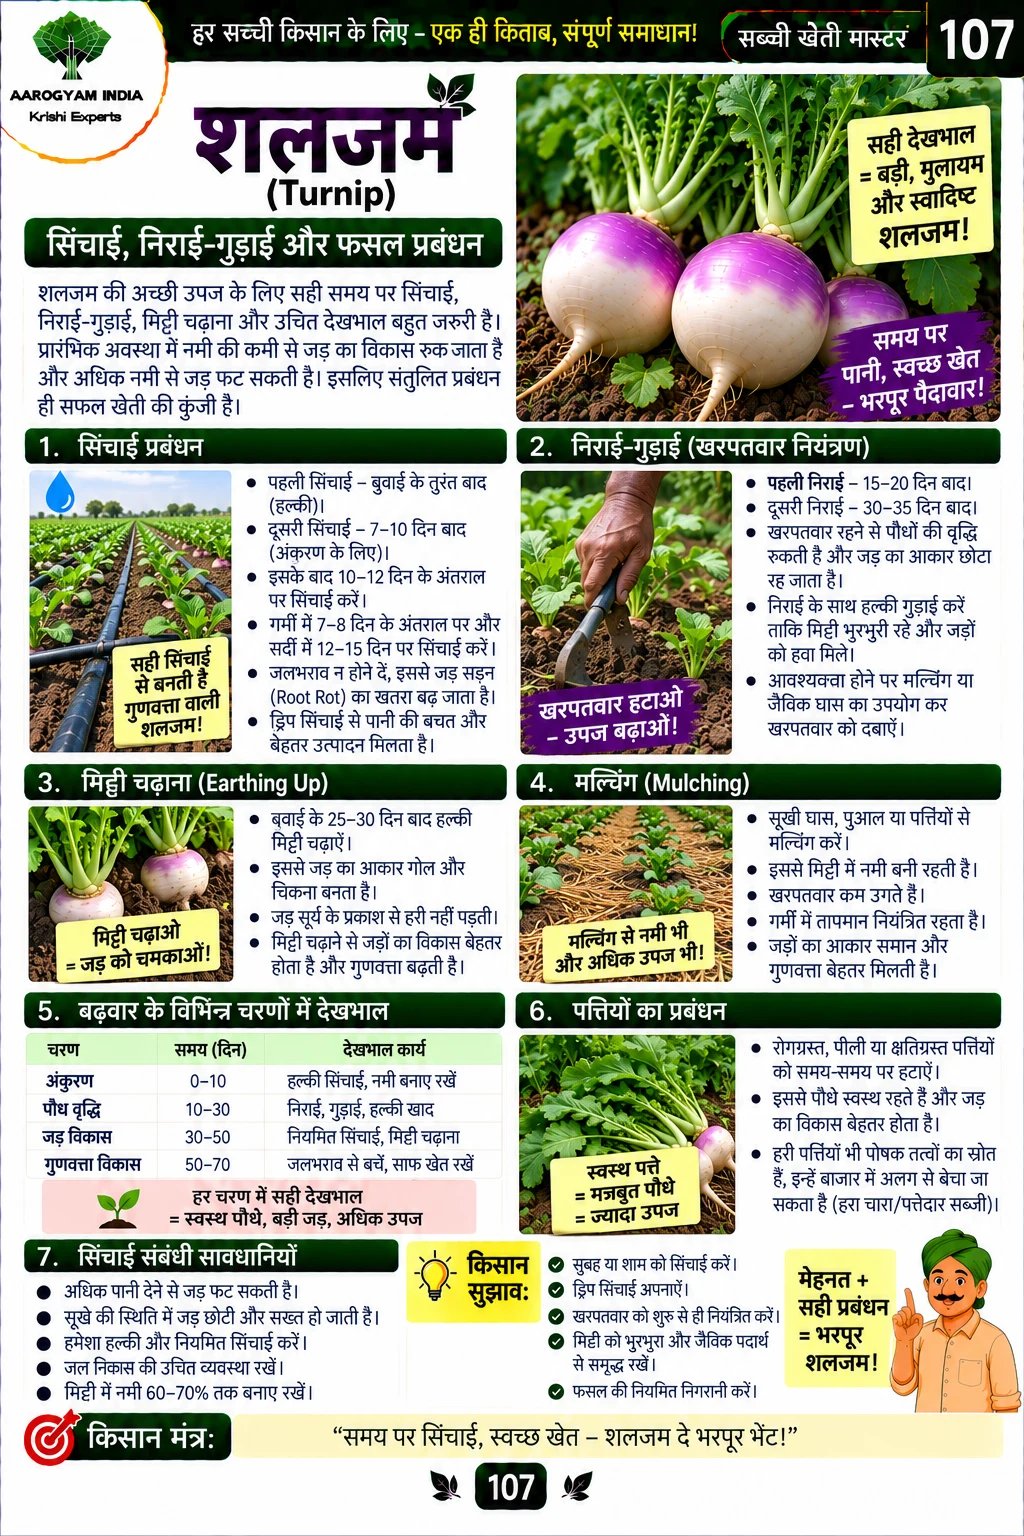 AAROGYAM INDIA
Krishi Experts
हर सच्ची किसान के लिए – एक ही किताब, संपूर्ण समाधान!
सब्जी खेती मास्टर
107
शलजम
(Turnip)
सिंचाई, निराई-गुड़ाई और फसल प्रबंधन
शलजम की अच्छी उपज के लिए सही समय पर सिंचाई,
निराई-गुड़ाई, मिट्टी चढ़ाना और उचित देखभाल बहुत जरुरी है।
प्रारंभिक अवस्था में नमी की कमी से जड़ का विकास रुक जाता है
और अधिक नमी से जड़ फट सकती है। इसलिए संतुलित प्रबंधन
ही सफल खेती की कुंजी है।
सही देखभाल
= बड़ी, मुलायम
और स्वादिष्ट
शलजम!
समय पर
पानी, स्वच्छ खेत
– भरपूर पैदावार!
1. सिंचाई प्रबंधन
सही सिंचाई
से बनती है
गुणवत्ता वाली
शलजम!
● पहली सिंचाई – बुवाई के तुरंत बाद
(हल्की)।
● दूसरी सिंचाई – 7–10 दिन बाद
(अंकुरण के लिए)।
● इसके बाद 10–12 दिन के अंतराल
पर सिंचाई करें।
● गर्मी में 7–8 दिन के अंतराल पर और
सर्दी में 12–15 दिन पर सिंचाई करें।
● जलभराव न होने दें, इससे जड़ सड़न
(Root Rot) का खतरा बढ़ जाता है।
● ड्रिप सिंचाई से पानी की बचत और
बेहतर उत्पादन मिलता है।
2. निराई-गुड़ाई (खरपतवार नियंत्रण)
खरपतवार हटाओ
– उपज बढ़ाओं!
● पहली निराई – 15–20 दिन बाद।
● दूसरी निराई – 30–35 दिन बाद।
● खरपतवार रहने से पौधों की वृद्धि
रुकती है और जड़ का आकार छोटा
रह जाता है।
● निराई के साथ हल्की गुड़ाई करें
ताकि मिट्टी भुरभुरी रहे और जड़ों
को हवा मिले।
● आवश्यकता होने पर मल्चिंग या
जैविक घास का उपयोग कर
खरपतवार को दबाऐं।
3. मिट्टी चढ़ाना (Earthing Up)
मिट्टी चढ़ाओ
= जड़ को चमकाओं!
● बुवाई के 25–30 दिन बाद हल्की
मिट्टी चढ़ाऐं।
● इससे जड़ का आकार गोल और
चिकना बनता है।
● जड़ सूर्य के प्रकाश से हरी नहीं पड़ती।
● मिट्टी चढ़ाने से जड़ों का विकास बेहतर
होता है और गुणवत्ता बढ़ती है।
4. मल्चिंग (Mulching)
मल्चिंग से नमी भी
और अधिक उपज भी!
● सूखी घास, पुआल या पत्तियों से
मल्चिंग करें।
● इससे मिट्टी में नमी बनी रहती है।
● खरपतवार कम उगते है।
● गर्मी में तापमान नियंत्रित रहता है।
● जड़ों का आकार समान और
गुणवत्ता बेहतर मिलती है।
5. बढ़वार के विभिन्न चरणों में देखभाल
चरण समय (दिन) देखभाल कार्य
अंकुरण 0–10 हल्की सिंचाई, नमी बनाए रखें
पौध वृद्धि 10–30 निराई, गुड़ाई, हल्की खाद
जड़ विकास 30–50 नियमित सिंचाई, मिट्टी चढ़ाना
गुणवत्ता विकास 50–70 जलभराव से बचें, साफ खेत रखें
हर चरण में सही देखभाल
= स्वस्थ पौधे, बड़ी जड़, अधिक उपज
6. पत्तियों का प्रबंधन
स्वस्थ पत्ते
= मजबुत पौधे
= ज्यादा उपज
● रोगग्रस्त, पीली या क्षतिग्रस्त पत्तियों
को समय-समय पर हटाऐं।
● इससे पौधे स्वस्थ रहते है और जड़
का विकास बेहतर होता है।
● हरी पत्तियों भी पोषक तत्वों का स्रोत
हैं, इन्हें बाजार में अलग से बेचा जा
सकता है (हरा चारा/पत्तेदार सब्जी)।
7. सिंचाई संबंधी सावधानियों
● अधिक पानी देने से जड़ फट सकती है।
● सूखे की स्थिति में जड़ छोटी और सख्त हो जाती है।
● हमेशा हल्की और नियमित सिंचाई करें।
● जल निकास की उचित व्यवस्था रखें।
● मिट्टी में नमी 60–70% तक बनाए रखें।
किसान
सुझाव:
सुबह या शाम को सिंचाई करें।
ड्रिप सिंचाई अपनाऐं।
खरपतवार को शुरु से ही नियंत्रित करें।
मिट्टी को भुरभुरा और जैविक पदार्थ
से समृद्ध रखें।
फसल की नियमित निगरानी करें।
मेहनत +
सही प्रबंधन
= भरपूर
शलजम!
किसान मंत्र:
“समय पर सिंचाई, स्वच्छ खेत – शलजम दे भरपूर भेंट!”
107